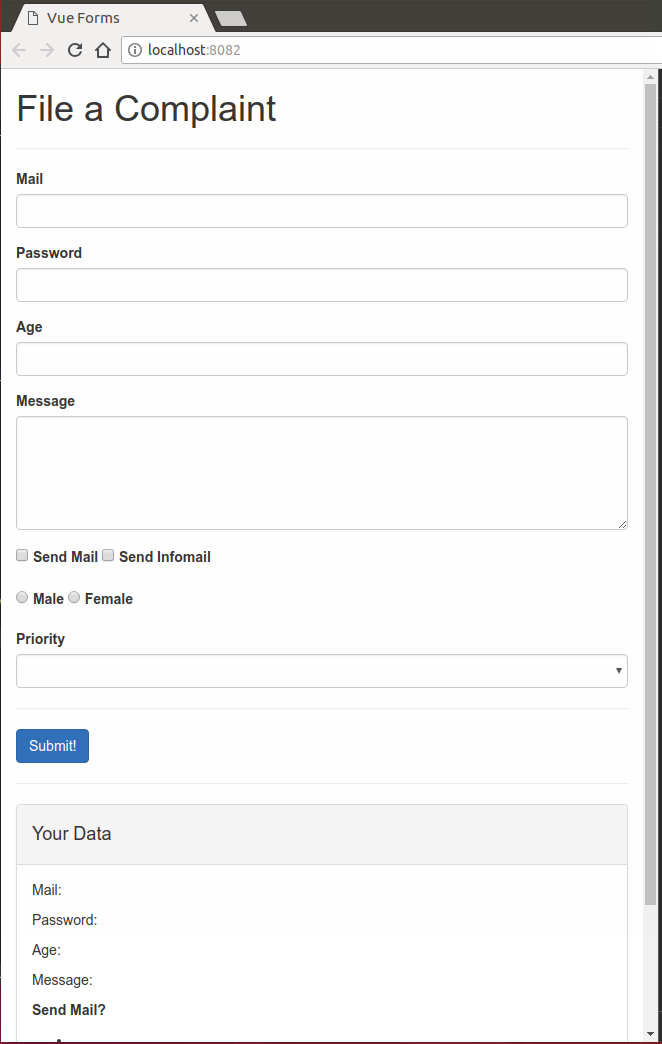 Vue Forms
localhost:8082
File a Complaint
Mail
Password
Age
Message
Send Mail Send Infomail
Male Female
Priority
Submit!
Your Data
Mail:
Password:
Age:
Message:
Send Mail?